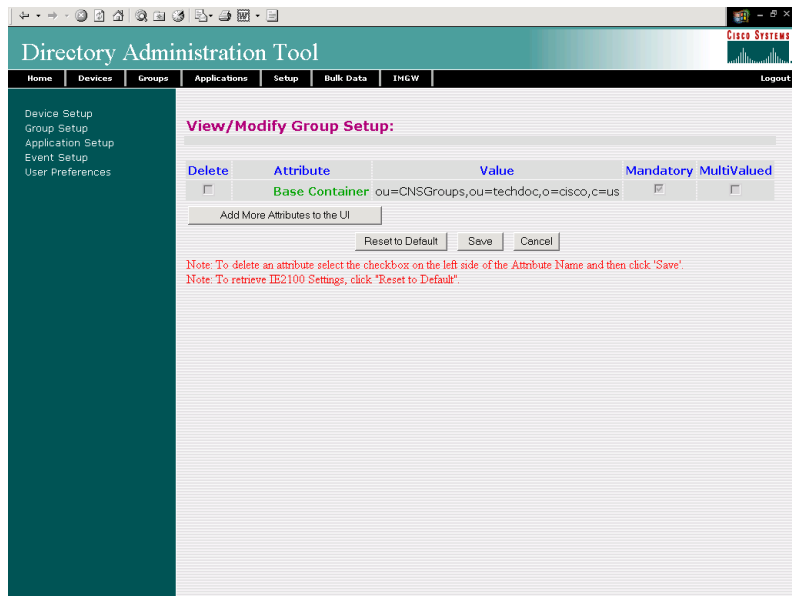 Cisco Systems
Directory Administration Tool
Home Devices Groups Applications Setup Bulk Data IMGW Logout
Device Setup
Group Setup
Application Setup
Event Setup
User Preferences
View/Modify Group Setup:
Delete Attribute Value Mandatory MultiValued
Base Container ou=CNSGroups,ou=techdoc,o=cisco,c=us
Add More Attributes to the UI
Reset to Default Save Cancel
Note: To delete an attribute select the checkbox on the left side of the Attribute Name and then click 'Save'.
Note: To retrieve IE2100 Settings, click "Reset to Default".